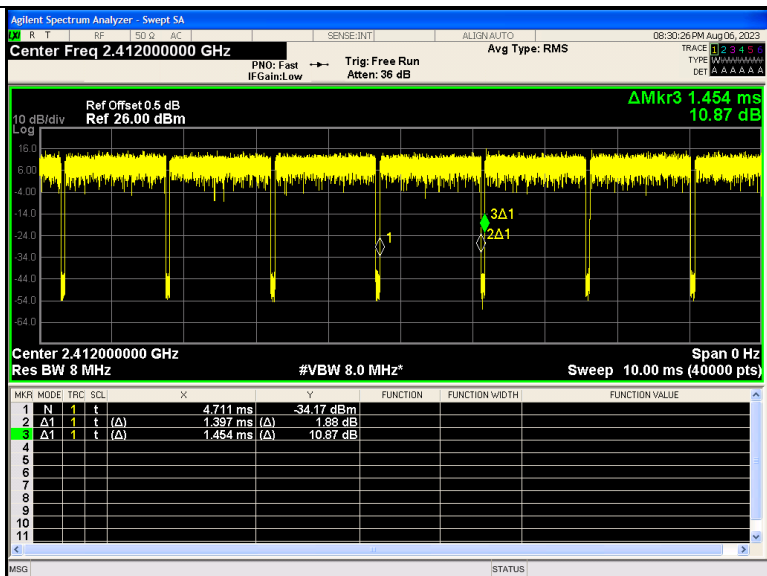 Agilent Spectrum Analyzer - Swept SA
LXI R T RF 50 Ω AC SENSE:INT ALIGN AUTO 08:30:26 PM Aug 06, 2023
Center Freq 2.412000000 GHz Avg Type: RMS TRACE 1 2 3 4 5 6
PNO: Fast Trig: Free Run TYPE WWWWWW
IFGain:Low Atten: 36 dB DET A A A A A A
ΔMkr3 1.454 ms
10.87 dB
Ref Offset 0.5 dB
10 dB/div Ref 26.00 dBm
Log
16.0
6.00
-4.00
-14.0
-24.0
-34.0
-44.0
-54.0
-64.0
3Δ1
1
2Δ1
Center 2.412000000 GHz Span 0 Hz
Res BW 8 MHz #VBW 8.0 MHz* Sweep 10.00 ms (40000 pts)
MKR MODE TRC SCL X Y FUNCTION FUNCTION WIDTH FUNCTION VALUE
1 N 1 t 4.711 ms -34.17 dBm
2 Δ1 1 t (Δ) 1.397 ms (Δ) 1.88 dB
3 Δ1 1 t (Δ) 1.454 ms (Δ) 10.87 dB
4
5
6
7
8
9
10
11
MSG STATUS